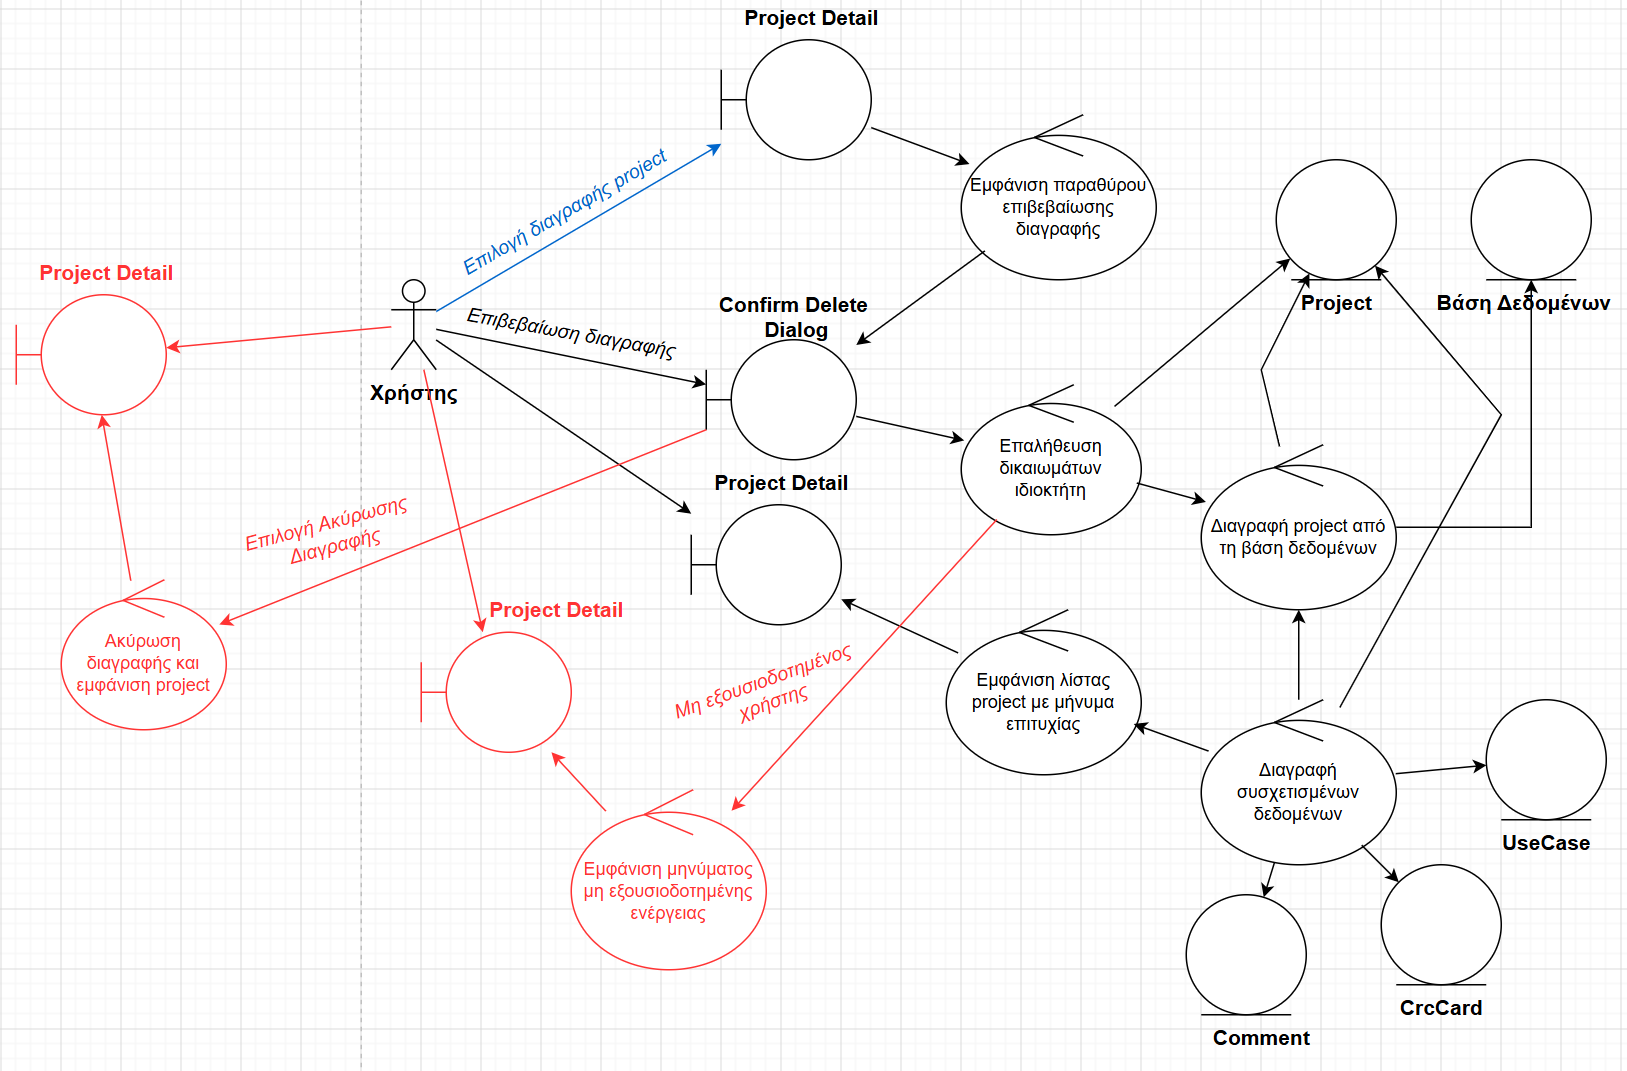 Project Detail
Εμφάνιση παραθύρου
επιβεβαίωσης
διαγραφής
Επιλογή διαγραφής project
Project Detail
Χρήστης
Επιβεβαίωση διαγραφής
Confirm Delete
Dialog
Project
Βάση Δεδομένων
Επαλήθευση
δικαιωμάτων
ιδιοκτήτη
Project Detail
Διαγραφή project από
τη βάση δεδομένων
Επιλογή Ακύρωσης
Διαγραφής
Project Detail
Ακύρωση
διαγραφής και
εμφάνιση project
Μη εξουσιοδοτημένος
χρήστης
Εμφάνιση λίστας
project με μήνυμα
επιτυχίας
Διαγραφή
συσχετισμένων
δεδομένων
UseCase
Εμφάνιση μηνύματος
μη εξουσιοδοτημένης
ενέργειας
CrcCard
Comment